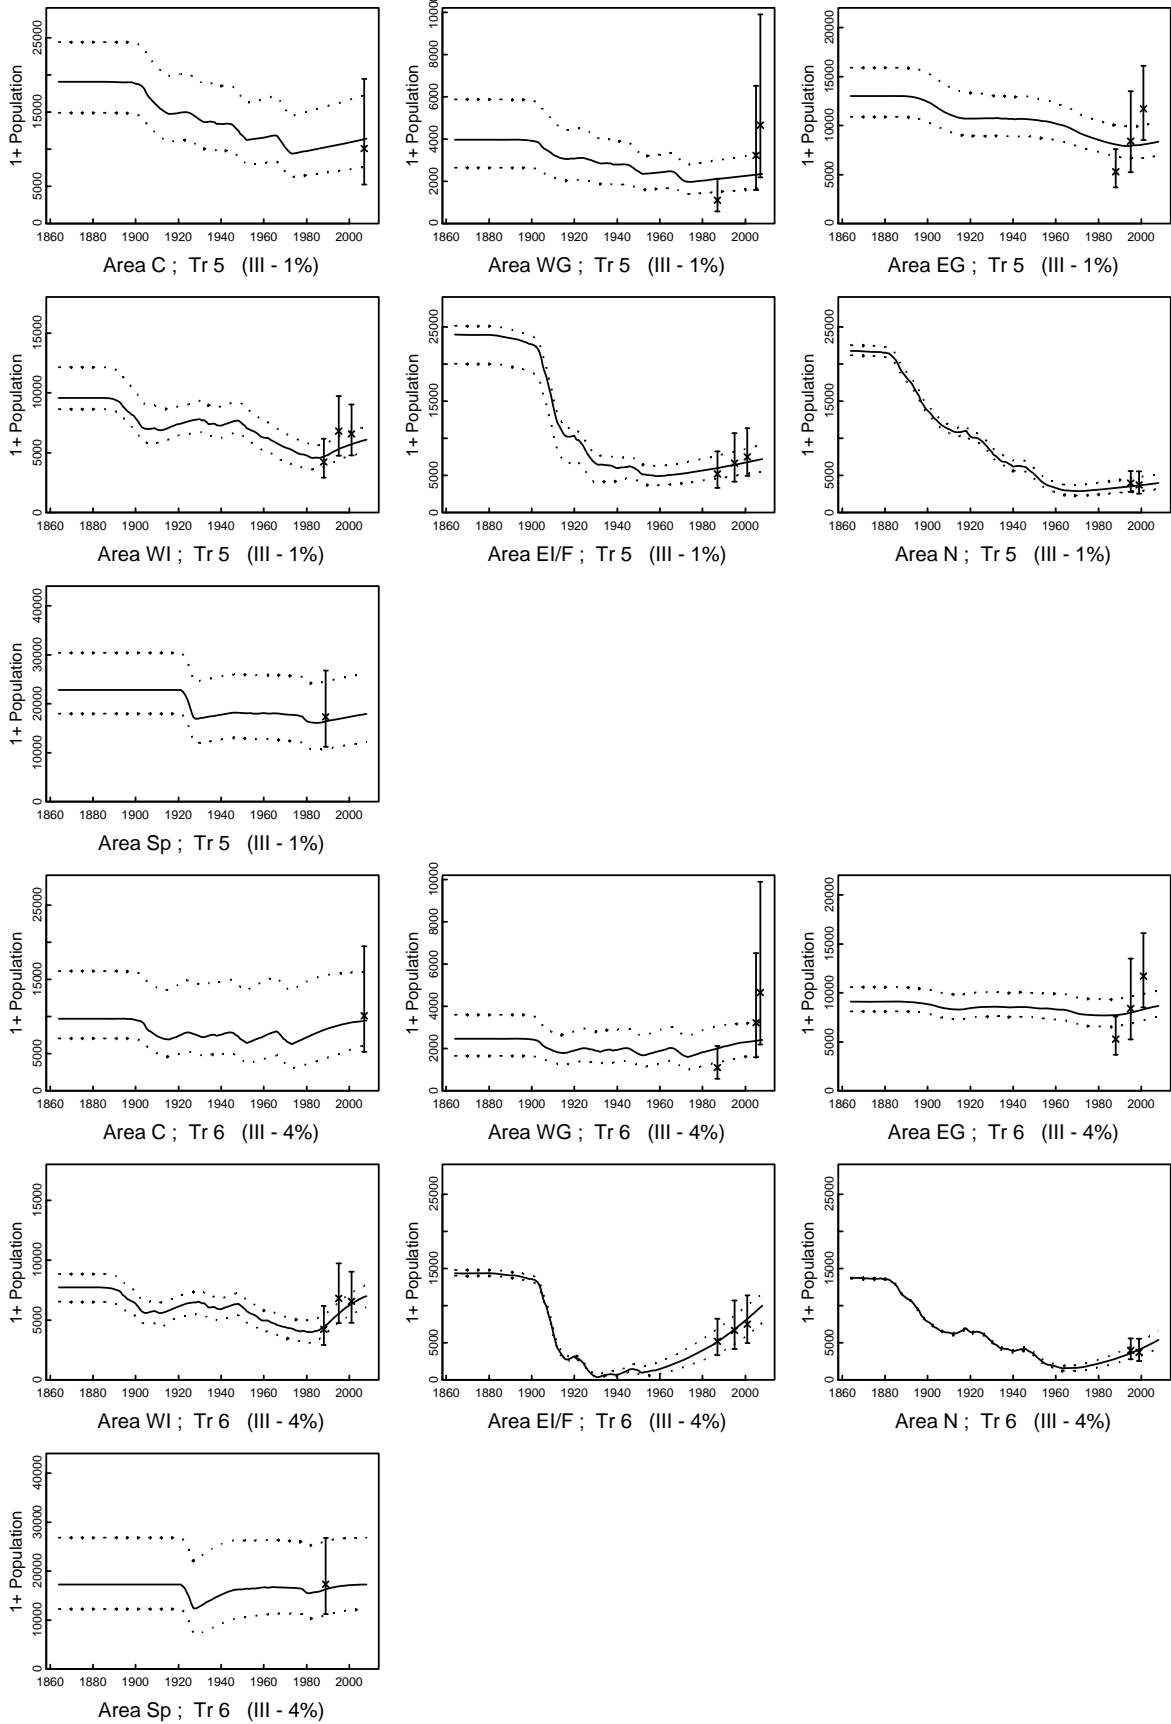 1+ Population
0 5000 15000 25000
1860 1880 1900 1920 1940 1960 1980 2000
Area C ; Tr 5 (III - 1%)
1+ Population
0 2000 4000 6000 8000 10000
1860 1880 1900 1920 1940 1960 1980 2000
Area WG ; Tr 5 (III - 1%)
1+ Population
0 5000 10000 15000 20000
1860 1880 1900 1920 1940 1960 1980 2000
Area EG ; Tr 5 (III - 1%)
1+ Population
0 5000 10000 15000
1860 1880 1900 1920 1940 1960 1980 2000
Area WI ; Tr 5 (III - 1%)
1+ Population
0 5000 15000 25000
1860 1880 1900 1920 1940 1960 1980 2000
Area EI/F ; Tr 5 (III - 1%)
1+ Population
0 5000 15000 25000
1860 1880 1900 1920 1940 1960 1980 2000
Area N ; Tr 5 (III - 1%)
1+ Population
0 10000 20000 30000 40000
1860 1880 1900 1920 1940 1960 1980 2000
Area Sp ; Tr 5 (III - 1%)
1+ Population
0 5000 15000 25000
1860 1880 1900 1920 1940 1960 1980 2000
Area C ; Tr 6 (III - 4%)
1+ Population
0 2000 4000 6000 8000 10000
1860 1880 1900 1920 1940 1960 1980 2000
Area WG ; Tr 6 (III - 4%)
1+ Population
0 5000 10000 15000 20000
1860 1880 1900 1920 1940 1960 1980 2000
Area EG ; Tr 6 (III - 4%)
1+ Population
0 5000 10000 15000
1860 1880 1900 1920 1940 1960 1980 2000
Area WI ; Tr 6 (III - 4%)
1+ Population
0 5000 15000 25000
1860 1880 1900 1920 1940 1960 1980 2000
Area EI/F ; Tr 6 (III - 4%)
1+ Population
0 5000 15000 25000
1860 1880 1900 1920 1940 1960 1980 2000
Area N ; Tr 6 (III - 4%)
1+ Population
0 10000 20000 30000 40000
1860 1880 1900 1920 1940 1960 1980 2000
Area Sp ; Tr 6 (III - 4%)